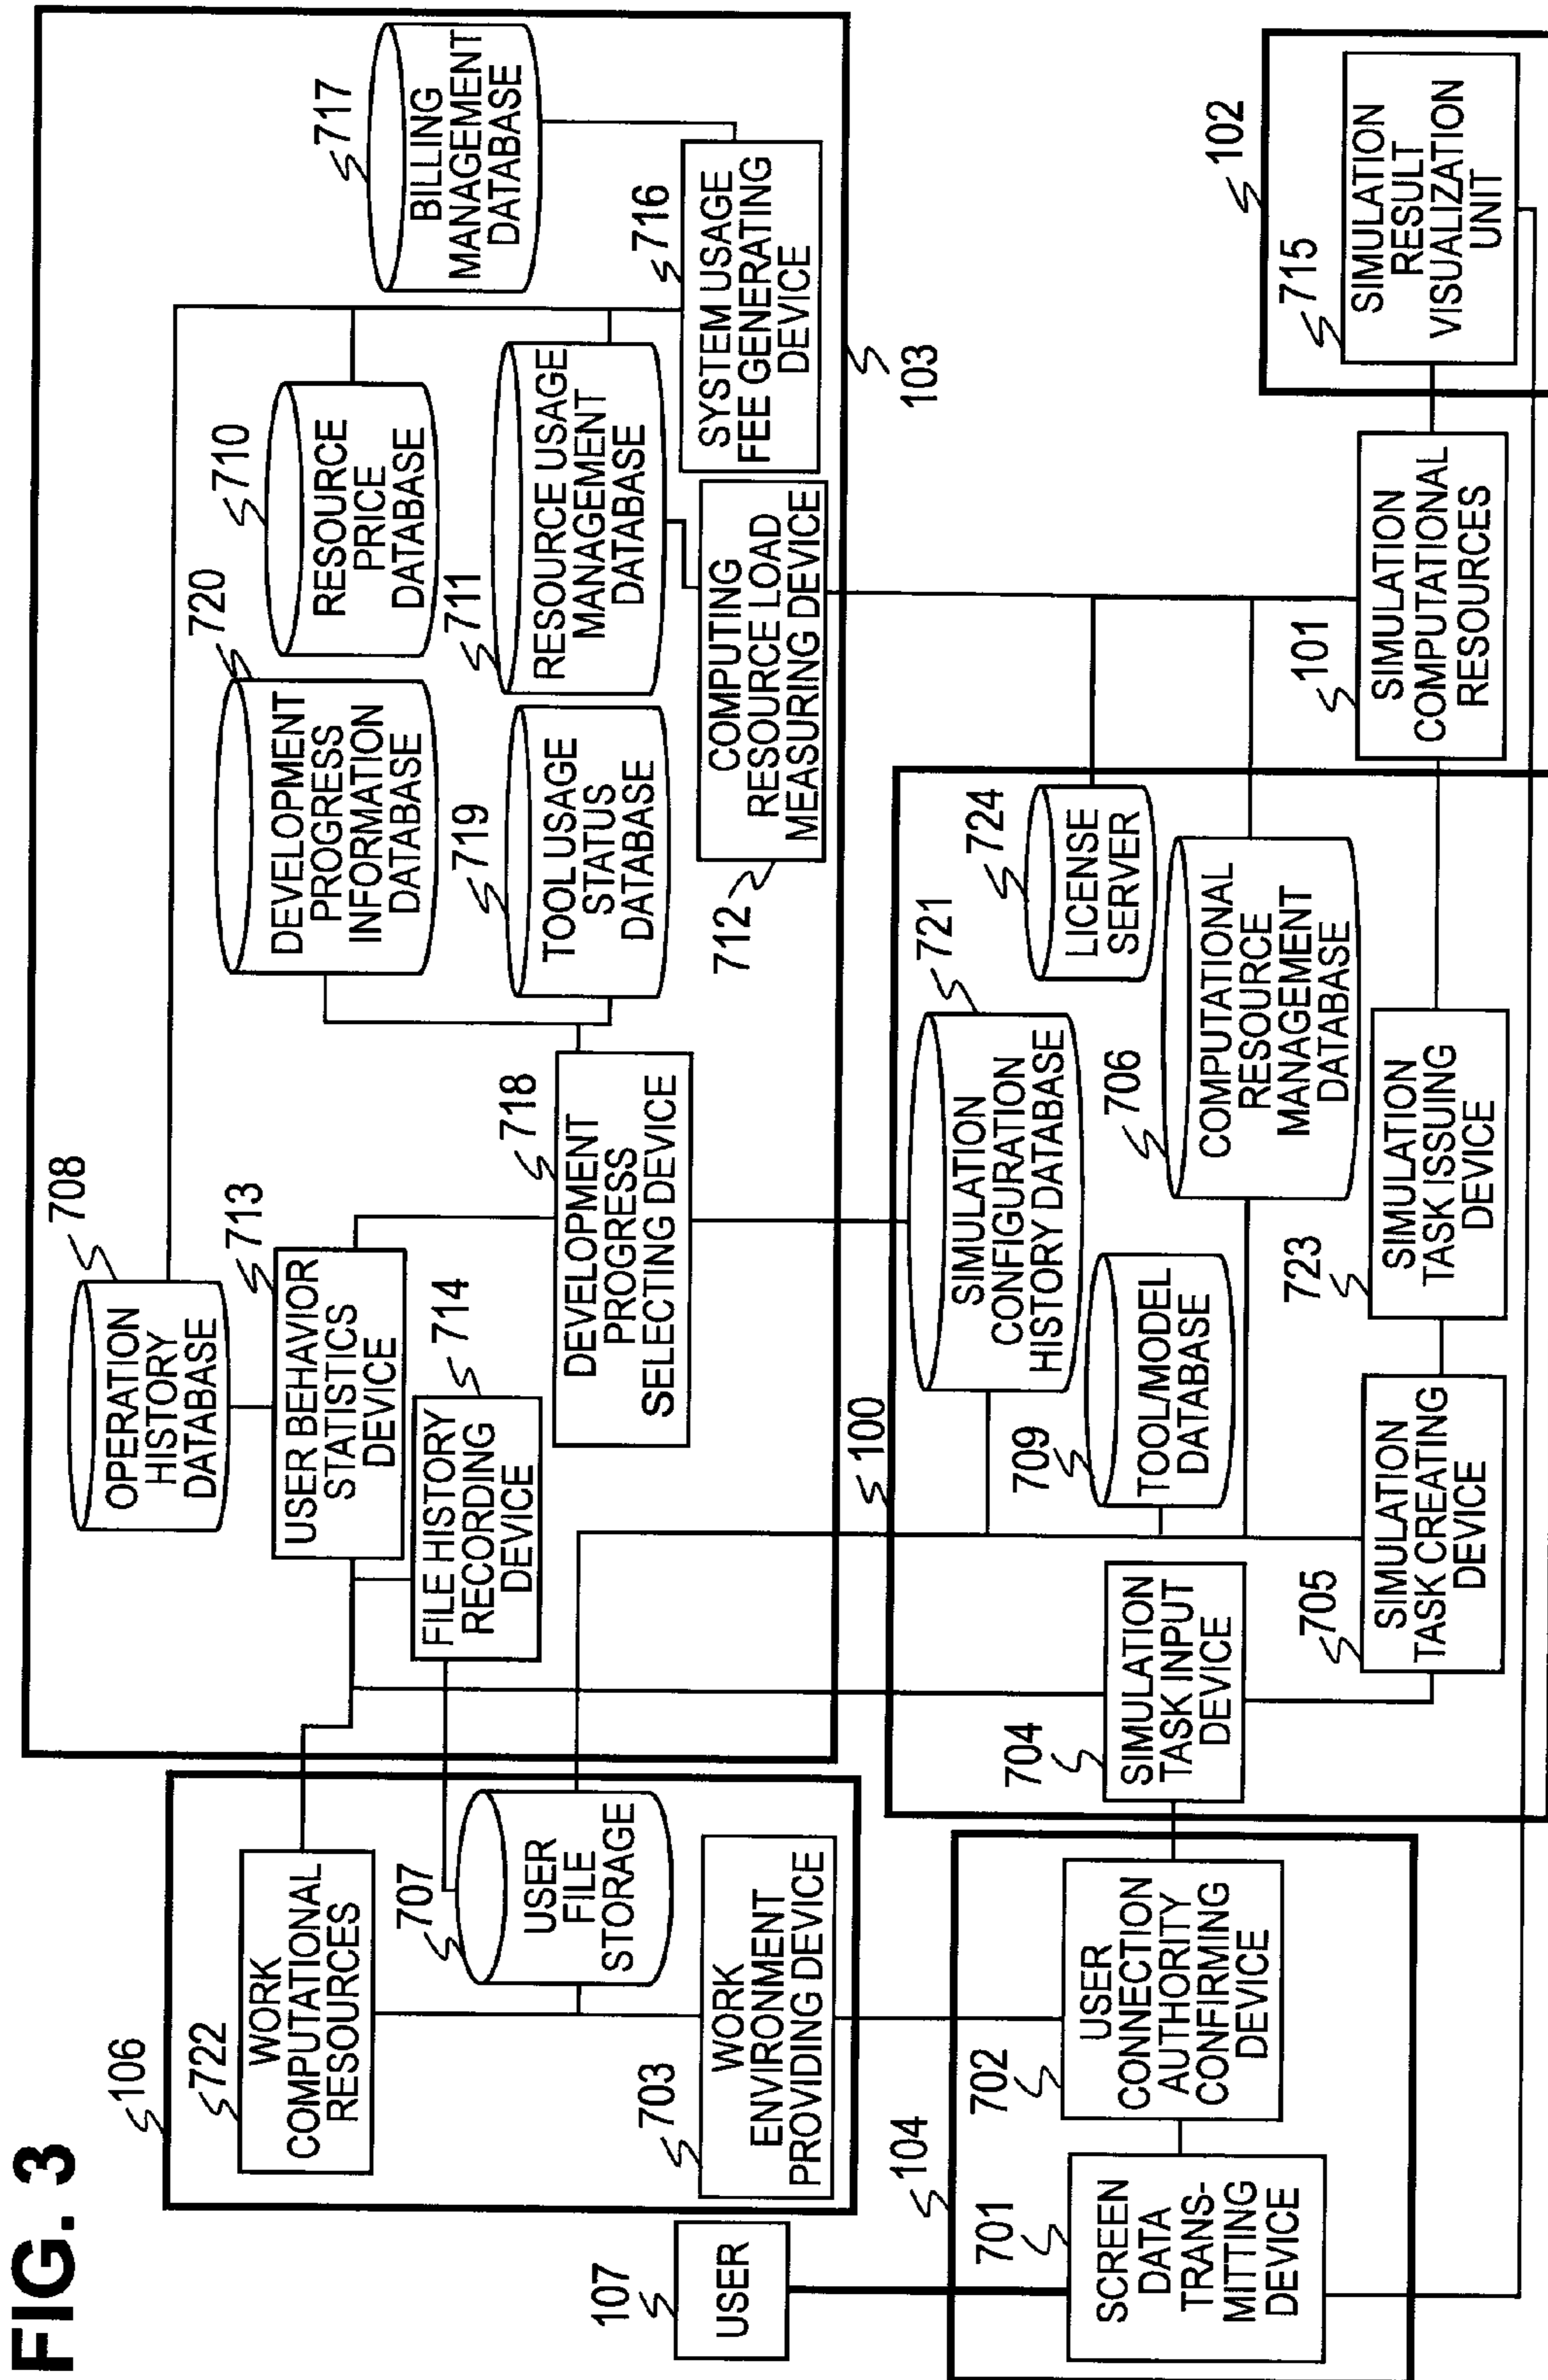 FIG. 3
106
722
WORK
COMPUTATIONAL
RESOURCES
707
USER
FILE
STORAGE
703
WORK
ENVIRONMENT
PROVIDING DEVICE
107
USER
104
701
SCREEN
DATA
TRANS-
MITTING
DEVICE
702
USER
CONNECTION
AUTHORITY
CONFIRMING
DEVICE
708
OPERATION
HISTORY
DATABASE
713
USER BEHAVIOR
STATISTICS
DEVICE
714
FILE HISTORY
RECORDING
DEVICE
718
DEVELOPMENT
PROGRESS
SELECTING DEVICE
720
DEVELOPMENT
PROGRESS
INFORMATION
DATABASE
719
TOOL USAGE
STATUS
DATABASE
710
RESOURCE
PRICE
DATABASE
711
RESOURCE USAGE
MANAGEMENT
DATABASE
712
COMPUTING
RESOURCE LOAD
MEASURING DEVICE
717
BILLING
MANAGEMENT
DATABASE
716
SYSTEM USAGE
FEE GENERATING
DEVICE
103
100
704
SIMULATION
TASK INPUT
DEVICE
705
SIMULATION
TASK CREATING
DEVICE
709
TOOL/MODEL
DATABASE
721
SIMULATION
CONFIGURATION
HISTORY DATABASE
724
LICENSE
SERVER
706
COMPUTATIONAL
RESOURCE
MANAGEMENT
DATABASE
723
SIMULATION
TASK ISSUING
DEVICE
101
SIMULATION
COMPUTATIONAL
RESOURCES
102
715
SIMULATION
RESULT
VISUALIZATION
UNIT